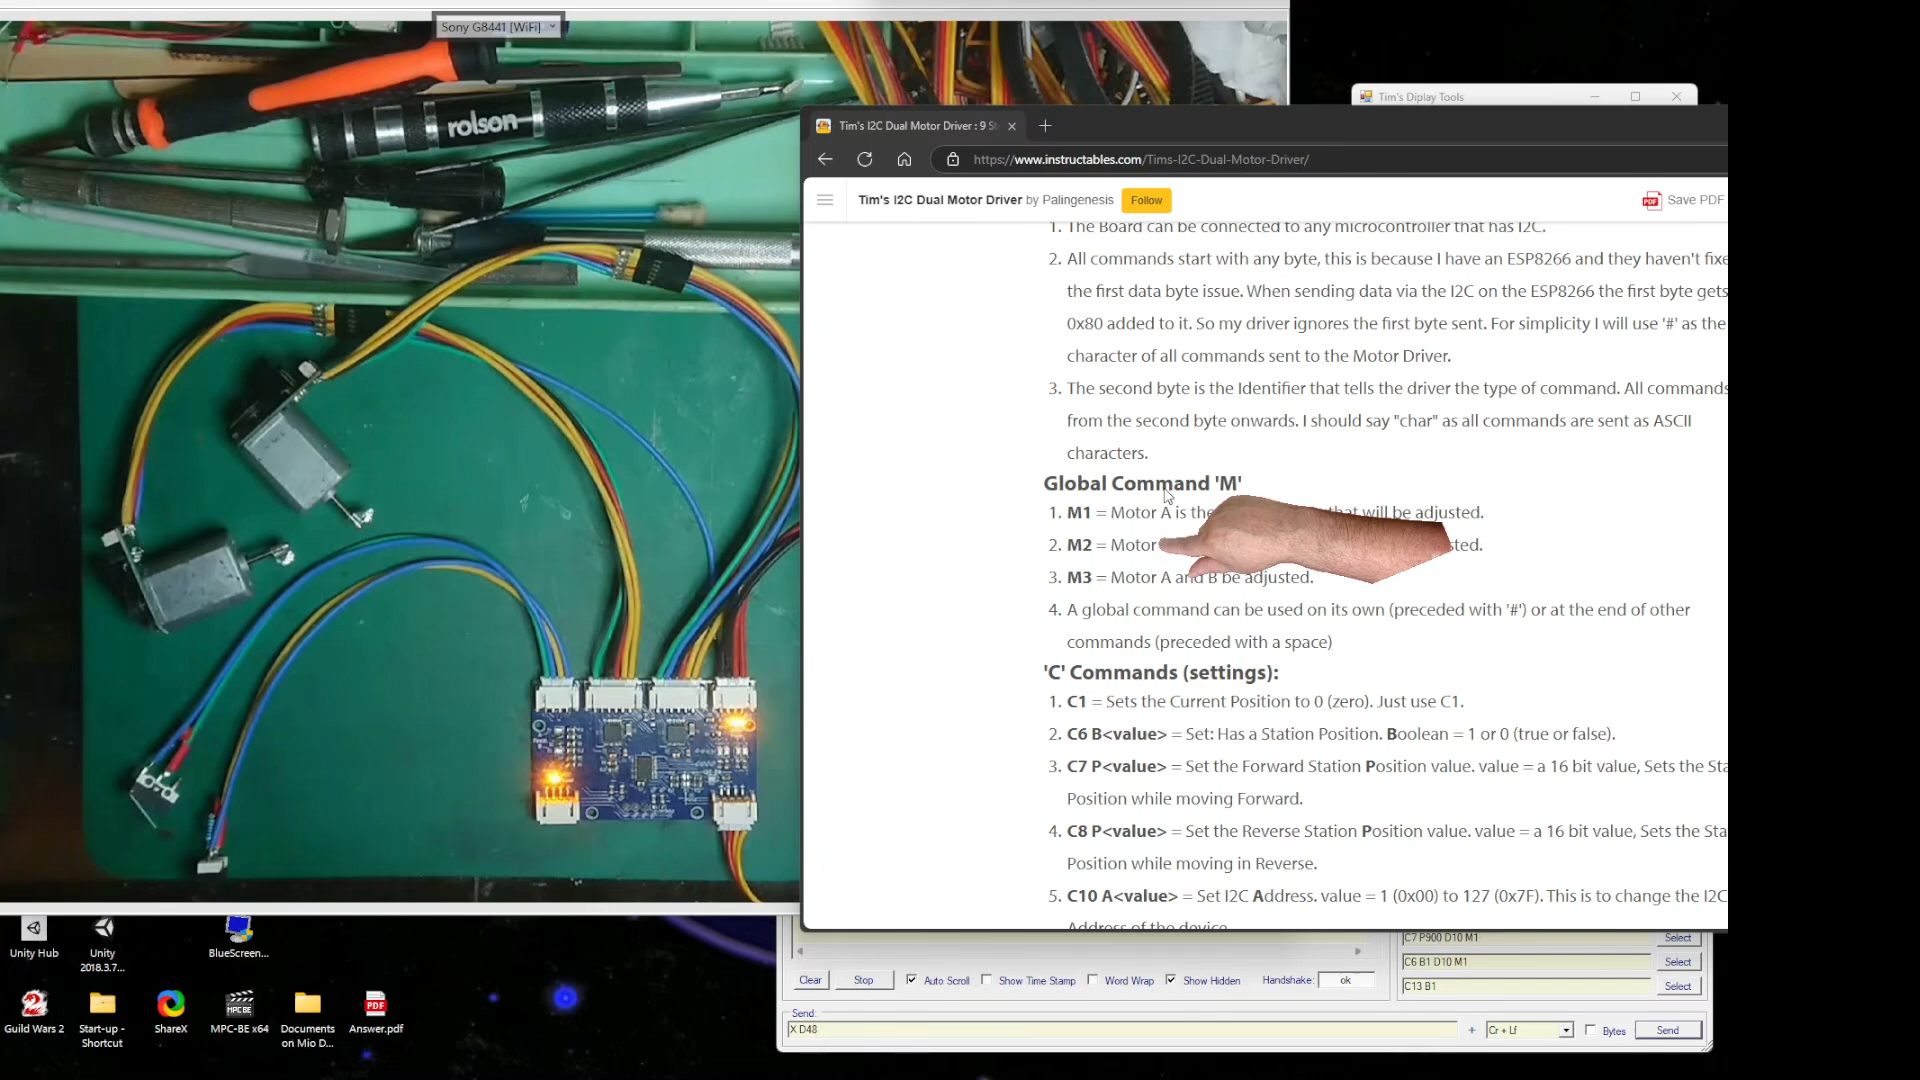 Sony G8441 [WiFi]
rolson
Tim's Diplay Tools
Tim's I2C Dual Motor Driver : 9 St
https://www.instructables.com/Tims-I2C-Dual-Motor-Driver/
Tim's I2C Dual Motor Driver by Palingenesis Follow
PDF Save PDF
1. The Board can be connected to any microcontroller that has I2C.
2. All commands start with any byte, this is because I have an ESP8266 and they haven't fixe
the first data byte issue. When sending data via the I2C on the ESP8266 the first byte gets
0x80 added to it. So my driver ignores the first byte sent. For simplicity I will use '#' as the
character of all commands sent to the Motor Driver.
3. The second byte is the Identifier that tells the driver the type of command. All commands
from the second byte onwards. I should say "char" as all commands are sent as ASCII
characters.
Global Command 'M'
1. M1 = Motor A is the that will be adjusted.
2. M2 = Motor sted.
3. M3 = Motor A and B be adjusted.
4. A global command can be used on its own (preceded with '#') or at the end of other
commands (preceded with a space)
'C' Commands (settings):
1. C1 = Sets the Current Position to 0 (zero). Just use C1.
2. C6 B<value> = Set: Has a Station Position. Boolean = 1 or 0 (true or false).
3. C7 P<value> = Set the Forward Station Position value. value = a 16 bit value, Sets the Sta
Position while moving Forward.
4. C8 P<value> = Set the Reverse Station Position value. value = a 16 bit value, Sets the Sta
Position while moving in Reverse.
5. C10 A<value> = Set I2C Address. value = 1 (0x00) to 127 (0x7F). This is to change the I2C
Address of the device
C7 P900 D10 M1 Select
C6 B1 D10 M1 Select
C13 B1 Select
Clear Stop Auto Scroll Show Time Stamp Word Wrap Show Hidden Handshake: ok
Send:
X D48 + Cr + Lf Bytes Send
Unity Hub
Unity
2018.3.7...
BlueScreen...
Guild Wars 2
Start-up -
Shortcut
ShareX
MPC-BE
MPC-BE x64
Documents
on Mio D...
PDF
Answer.pdf